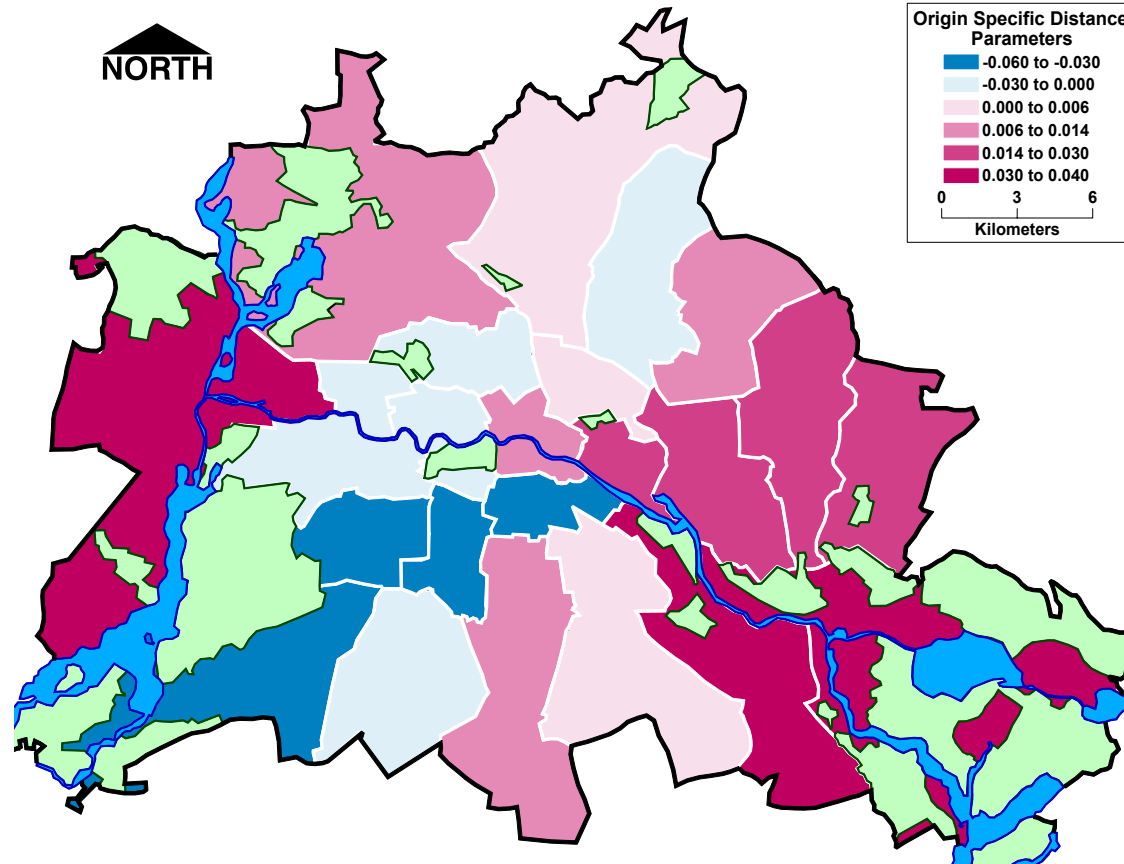 NORTH
Origin Specific Distance
Parameters
-0.060 to -0.030
-0.030 to 0.000
0.000 to 0.006
0.006 to 0.014
0.014 to 0.030
0.030 to 0.040
0 3 6
Kilometers